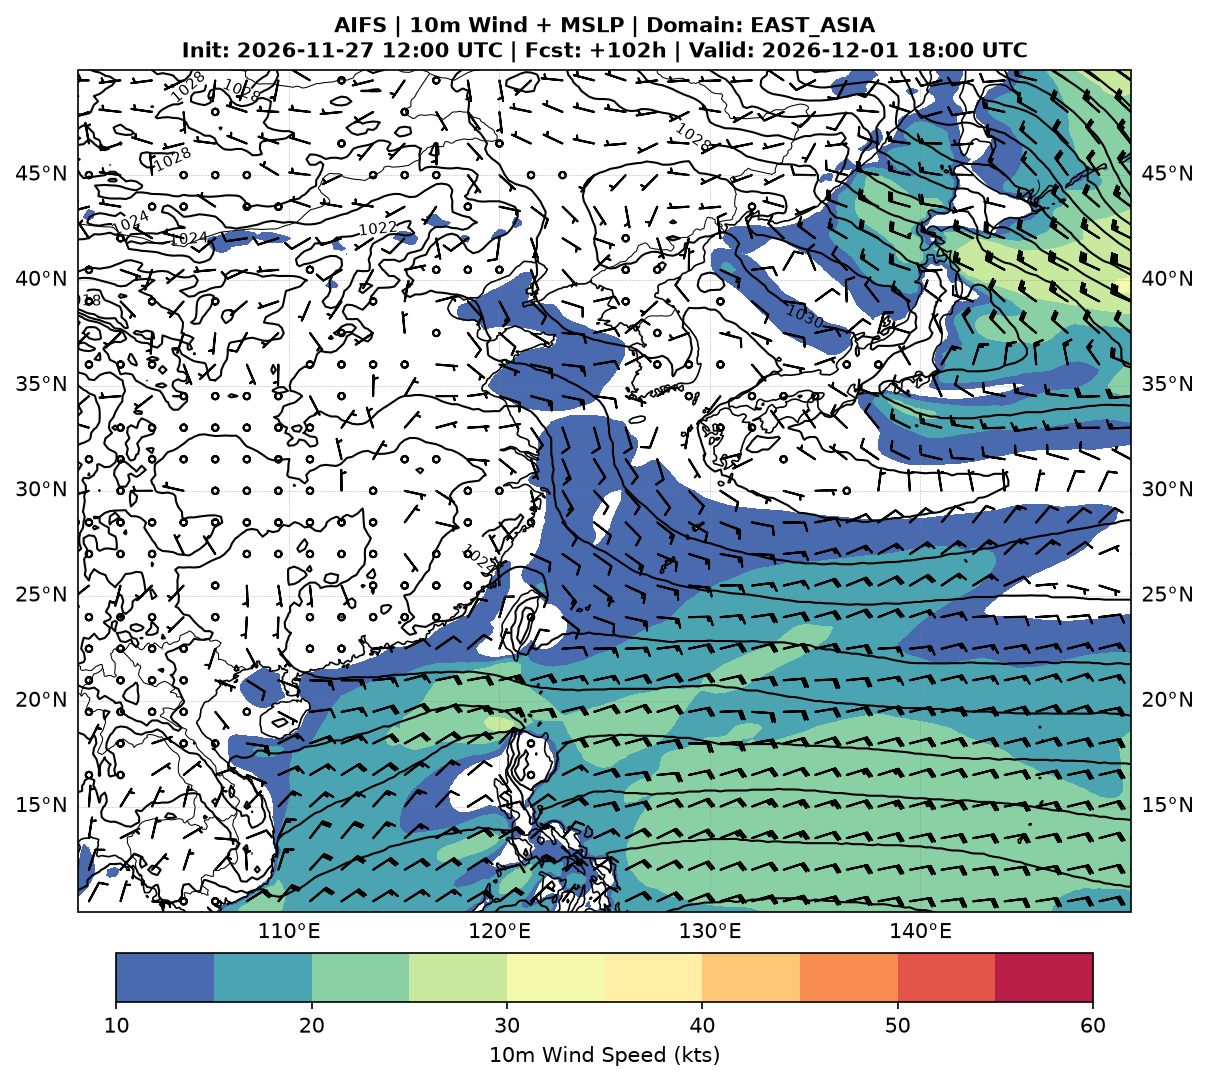 AIFS | 10m Wind + MSLP | Domain: EAST_ASIA
Init: 2026-11-27 12:00 UTC | Fcst: +102h | Valid: 2026-12-01 18:00 UTC
1028
1028
1028
1028
1024
1024
1022
1030
45°N
45°N
40°N
40°N
35°N
35°N
30°N
30°N
25°N
25°N
20°N
20°N
15°N
15°N
110°E
120°E
130°E
140°E
10
20
30
40
50
60
10m Wind Speed (kts)